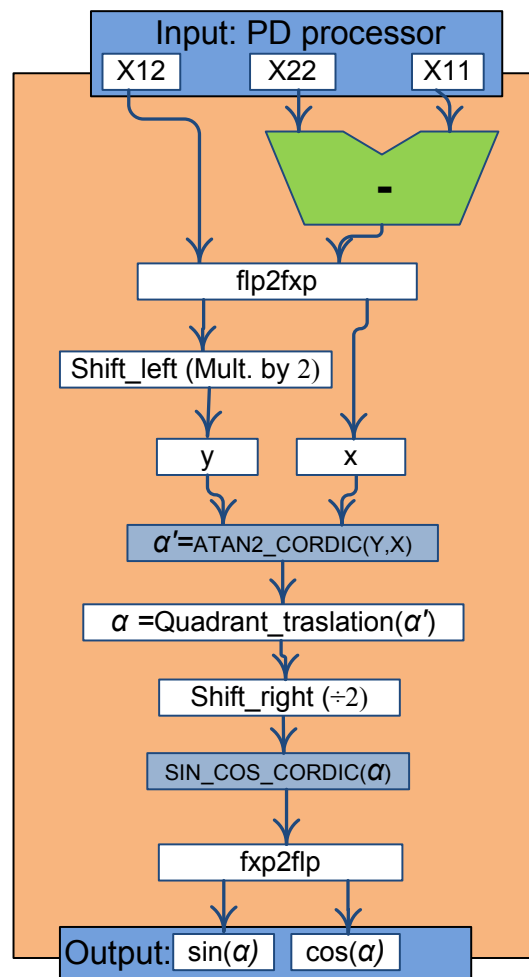 Input: PD processor
X12 X22 X11
-
flp2fxp
Shift_left (Mult. by 2)
y x
α'=ATAN2_CORDIC(Y,X)
α =Quadrant_traslation(α')
Shift_right (÷2)
SIN_COS_CORDIC(α)
fxp2flp
Output: sin(α) cos(α)